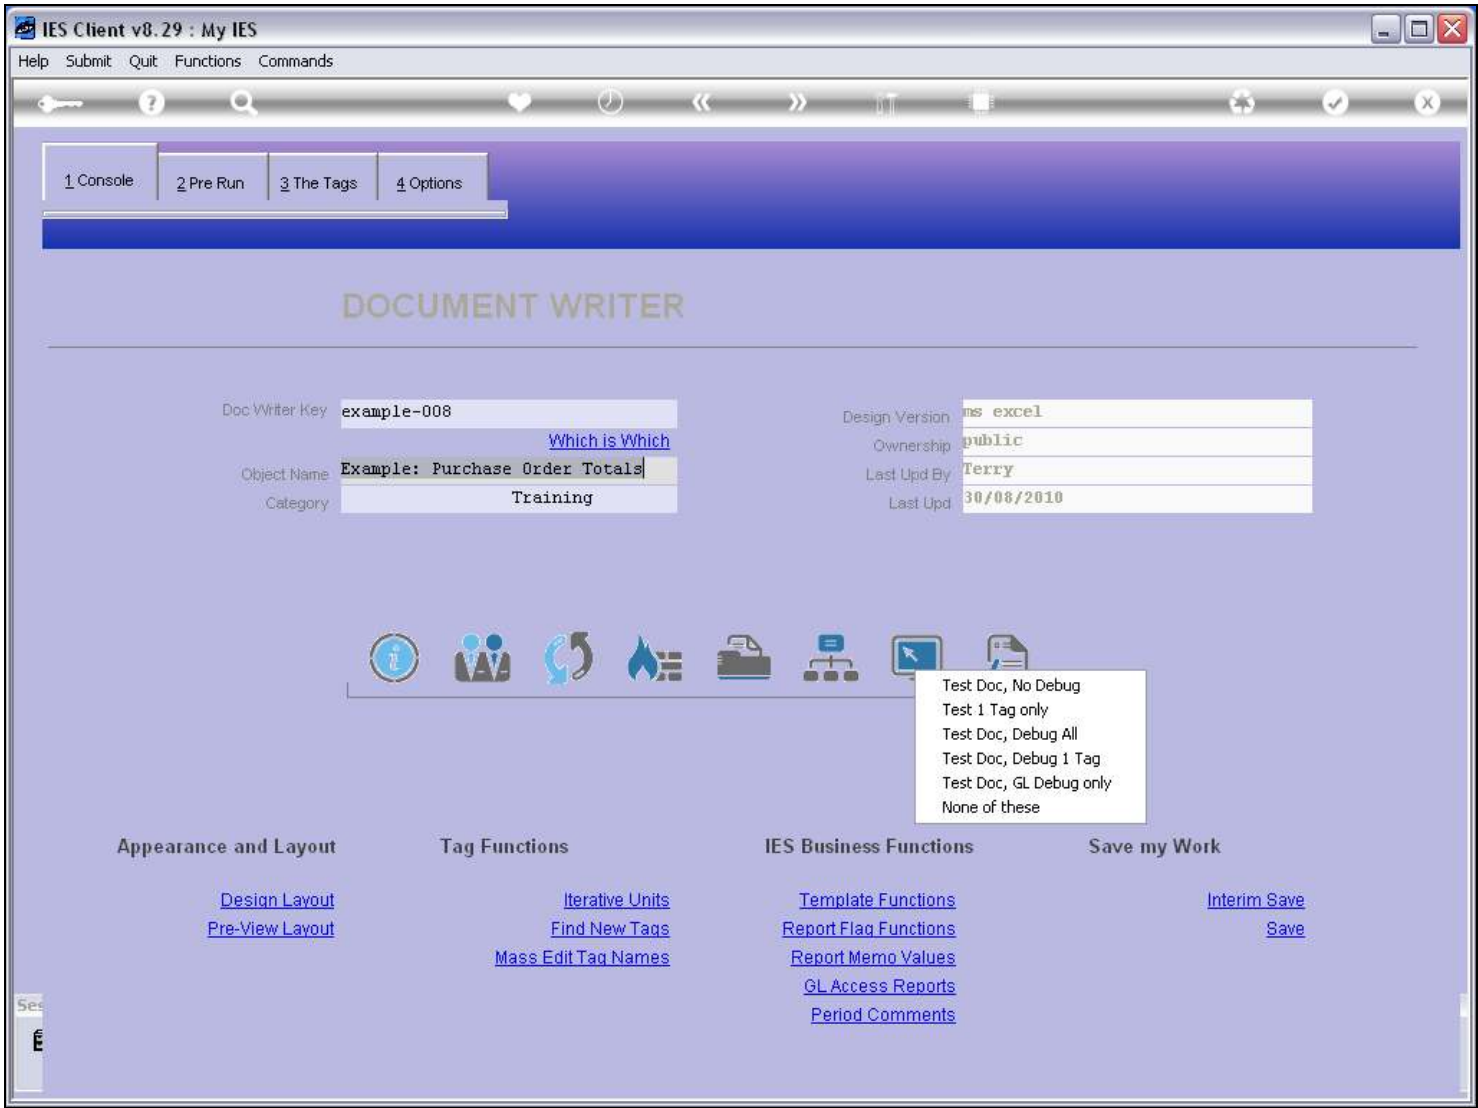 IES Client v8.29 : My IES
Help Submit Quit Functions Commands
1 Console 2 Pre Run 3 The Tags 4 Options
DOCUMENT WRITER
Doc Writer Key example-008
Which is Which
Object Name Example: Purchase Order Totals
Category Training
Design Version ms excel
Ownership public
Last Upd By Terry
Last Upd 30/08/2010
Test Doc, No Debug
Test 1 Tag only
Test Doc, Debug All
Test Doc, Debug 1 Tag
Test Doc, GL Debug only
None of these
Appearance and Layout
Design Layout
Pre-View Layout
Tag Functions
Iterative Units
Find New Tags
Mass Edit Tag Names
IES Business Functions
Template Functions
Report Flag Functions
Report Memo Values
GL Access Reports
Period Comments
Save my Work
Interim Save
Save